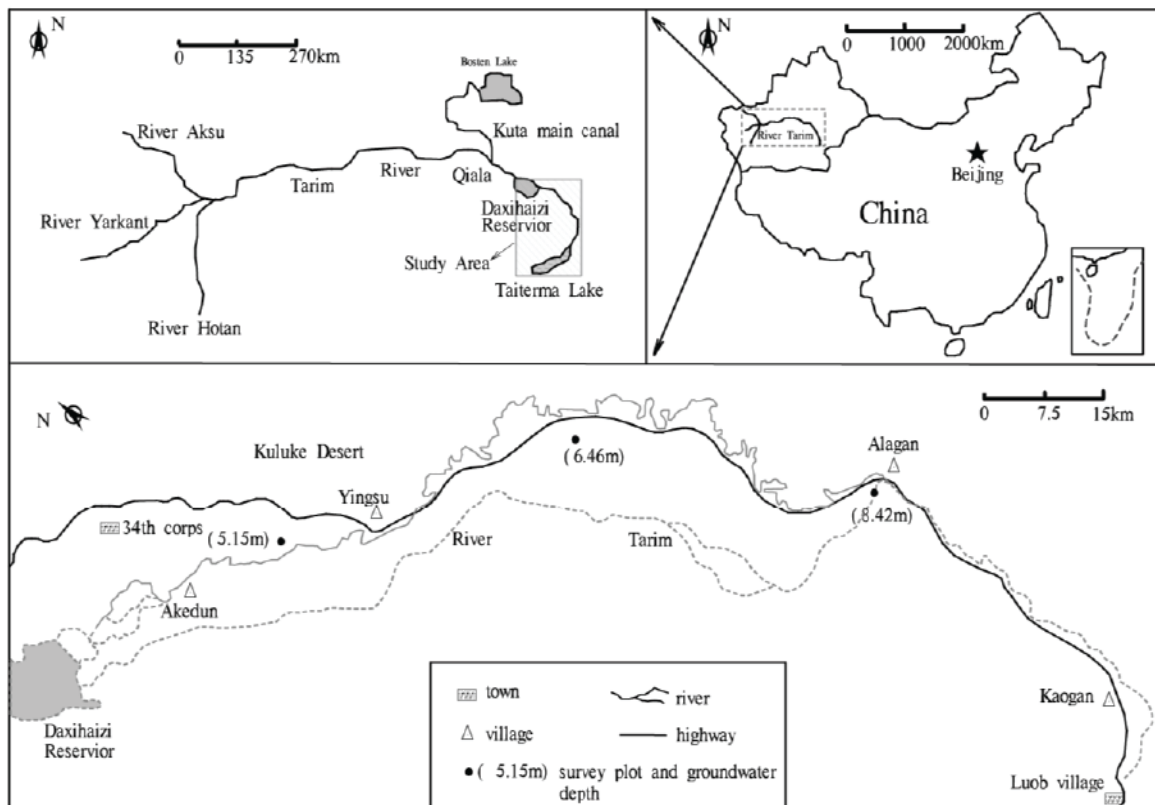 N
0 135 270km
Bosten Lake
River Aksu
Kuta main canal
Tarim River Qiala
River Yarkant
Daxihaizi
Reservior
Study Area
Taiterma Lake
River Hotan
N
0 1000 2000km
River Tarim
Beijing
China
N
0 7.5 15km
Kuluke Desert
Alagan
( 6.46m)
Yingsu
34th corps
( 5.15m)
( 8.42m)
River Tarim
Akedun
Daxihaizi
Reservior
Kaogan
Luob village
town
river
village
highway
( 5.15m) survey plot and groundwater
depth